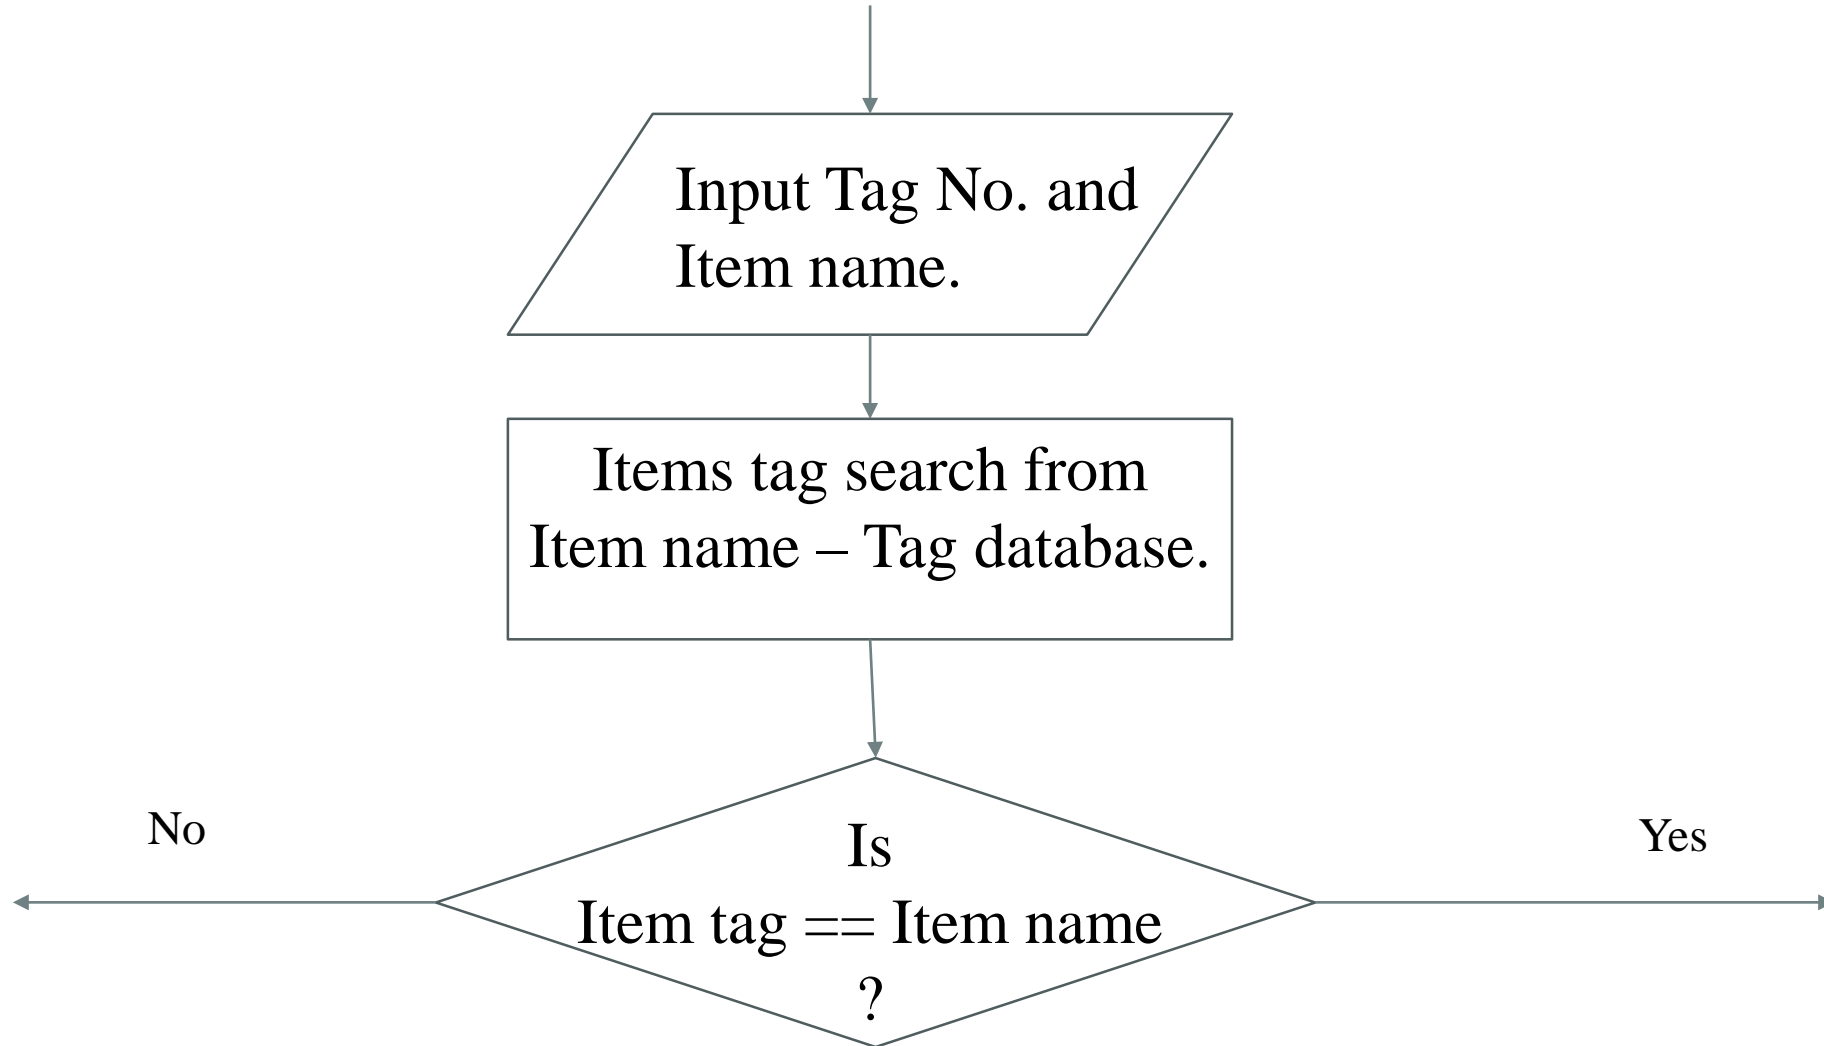 Input Tag No. and
Item name.
Items tag search from
Item name – Tag database.
No
Yes
Is
Item tag == Item name
?